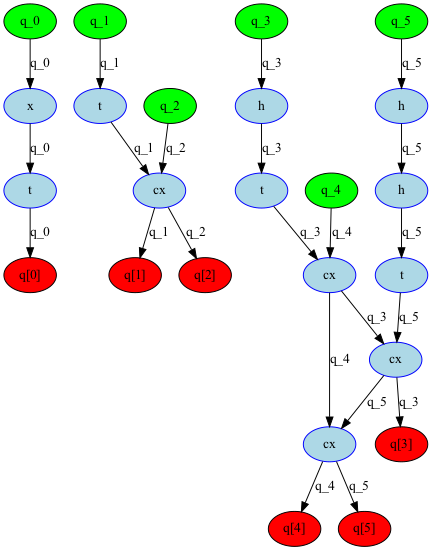 q_0 q_1 q_3 q_5
q_0 q_1 q_3 q_5
x t q_2 h h
q_0 q_1 q_2 q_3 q_5
t cx t q_4 h
q_0 q_1 q_2 q_3 q_4 q_5
q[0] q[1] q[2] cx t
q_3 q_5
q_4 cx
q_5 q_3
cx q[3]
q_4 q_5
q[4] q[5]